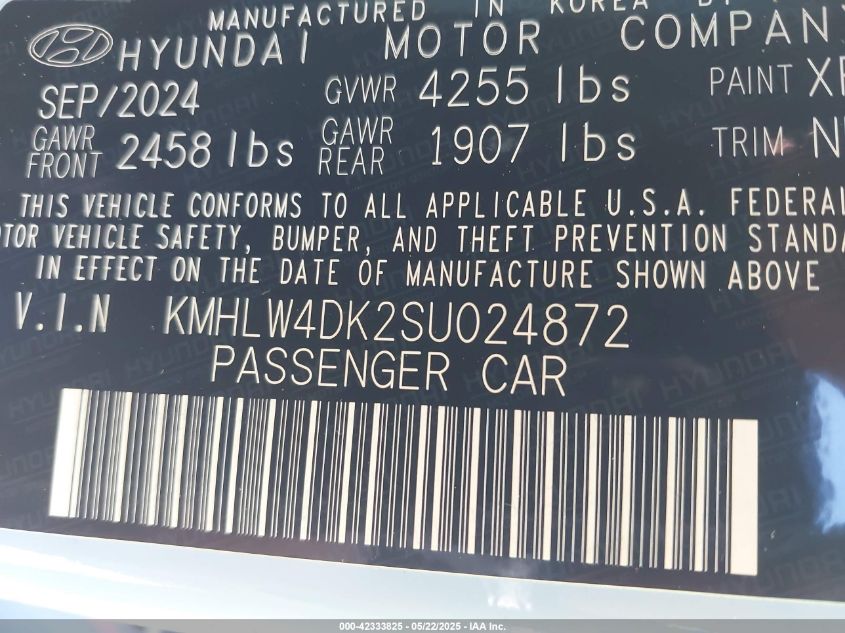 MANUFACTURED IN KOREA BY
HYUNDAI MOTOR COMPAN
SEP/2024 GVWR 4255 lbs PAINT
GAWR FRONT 2458 lbs GAWR REAR 1907 lbs TRIM
THIS VEHICLE CONFORMS TO ALL APPLICABLE U.S.A. FEDERAL
OTOR VEHICLE SAFETY, BUMPER, AND THEFT PREVENTION STANDA
IN EFFECT ON THE DATE OF MANUFACTURE SHOWN ABOVE
V.I.N KMHLW4DK2SU024872
PASSENGER CAR
000-42333825 - 05/22/2025 - IAA Inc.